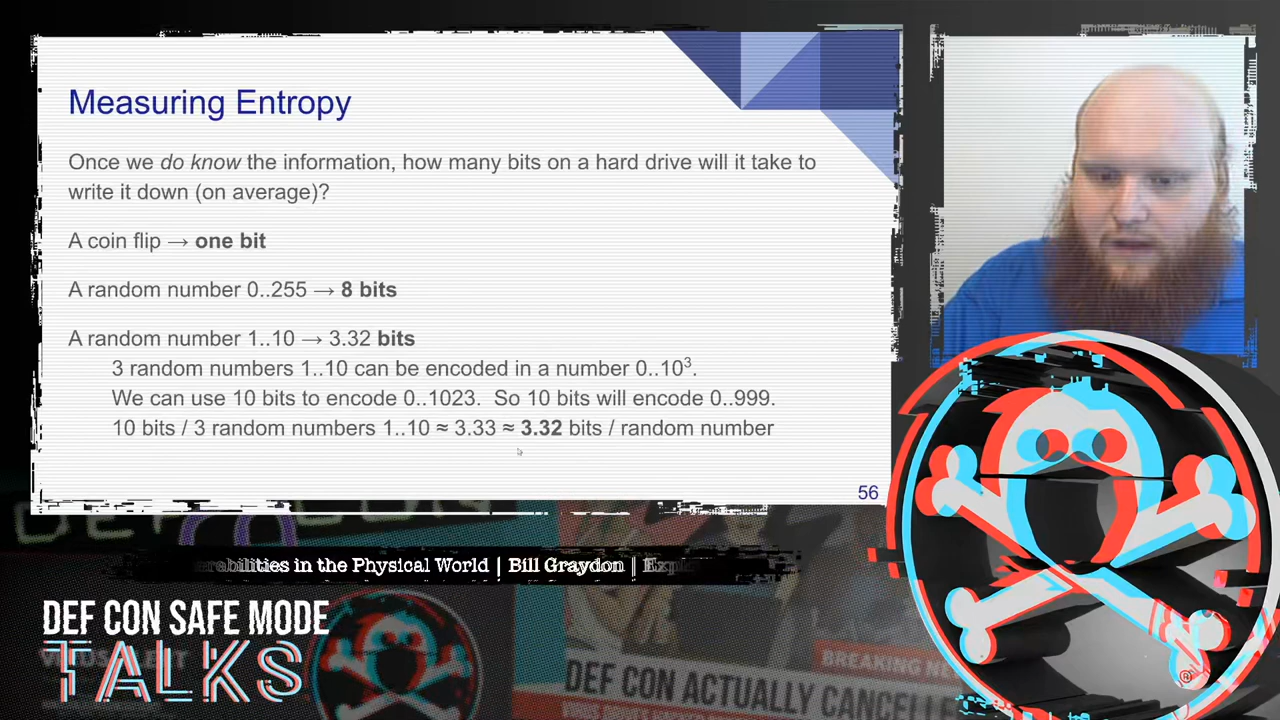 Measuring Entropy
Once we do know the information, how many bits on a hard drive will it take to
write it down (on average)?
A coin flip → one bit
A random number 0..255 → 8 bits
A random number 1..10 → 3.32 bits
3 random numbers 1..10 can be encoded in a number 0..10³.
We can use 10 bits to encode 0..1023. So 10 bits will encode 0..999.
10 bits / 3 random numbers 1..10 ≈ 3.33 ≈ 3.32 bits / random number
56
erabilities in the Physical World | Bill Graydon | Expl
DEF CON SAFE MODE
TALKS
DEF CON
BREAKING NE
DEF CON ACTUALLY CANCELLE
®